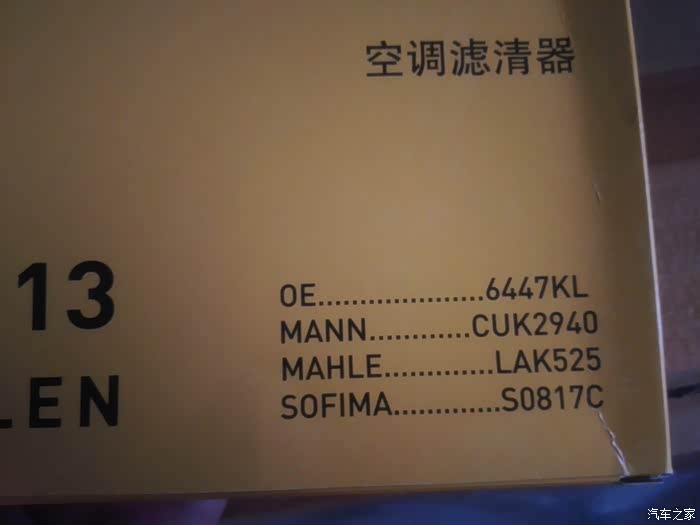 空调滤清器
13
LEN
OE.....................6447KL
MANN.............CUK2940
MAHLE..............LAK525
SOFIMA..............S0817C
汽车之家